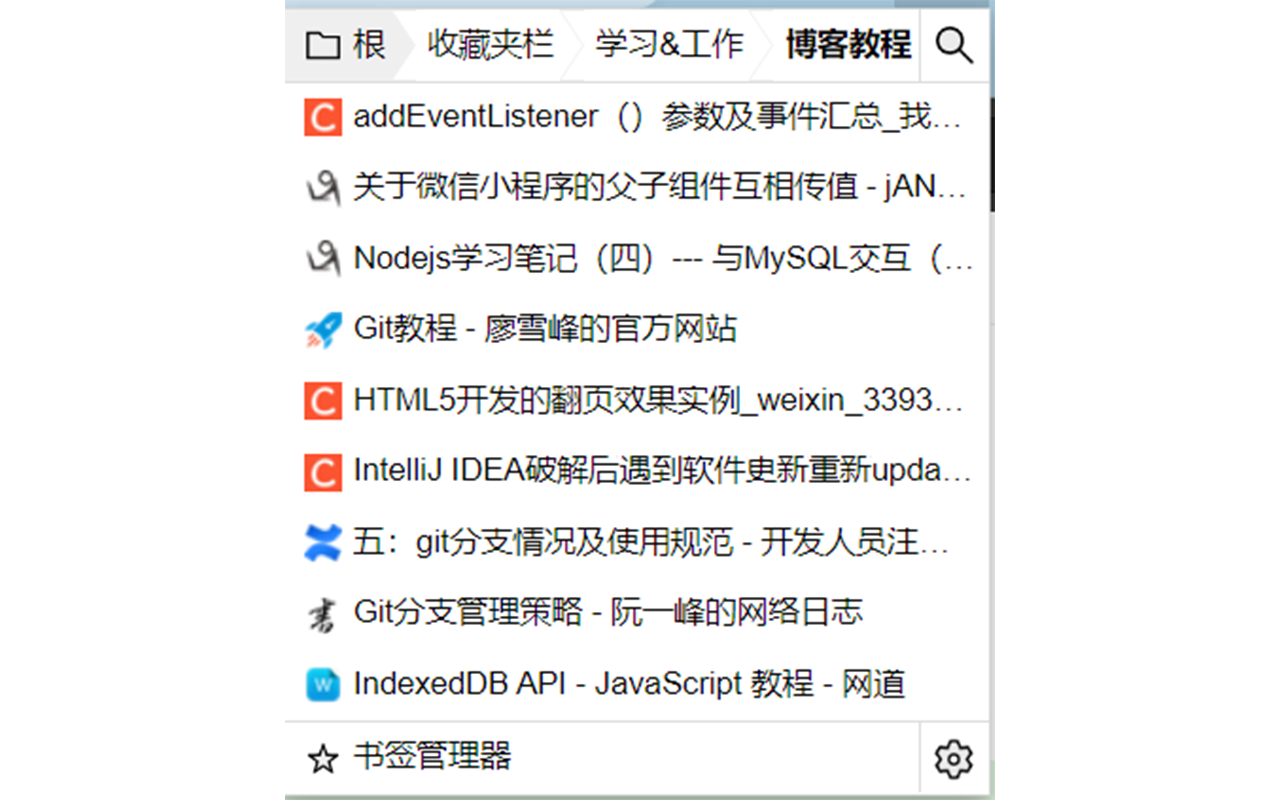 根 收藏夹栏 学习&工作 博客教程
addEventListener（）参数及事件汇总_我...
关于微信小程序的父子组件互相传值 - jAN...
Nodejs学习笔记（四）--- 与MySQL交互（...
Git教程 - 廖雪峰的官方网站
HTML5开发的翻页效果实例_weixin_3393...
IntelliJ IDEA破解后遇到软件更新重新upda...
五：git分支情况及使用规范 - 开发人员注...
Git分支管理策略 - 阮一峰的网络日志
IndexedDB API - JavaScript 教程 - 网道
书签管理器